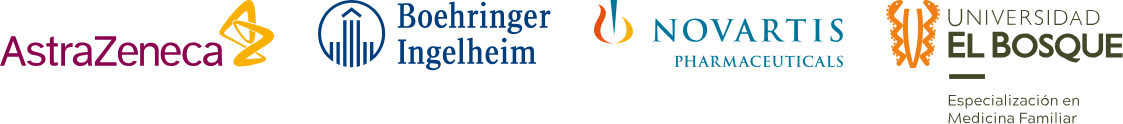 AstraZeneca
Boehringer
Ingelheim
NOVARTIS
PHARMACEUTICALS
UNIVERSIDAD
EL BOSQUE
Especialización en
Medicina Familiar